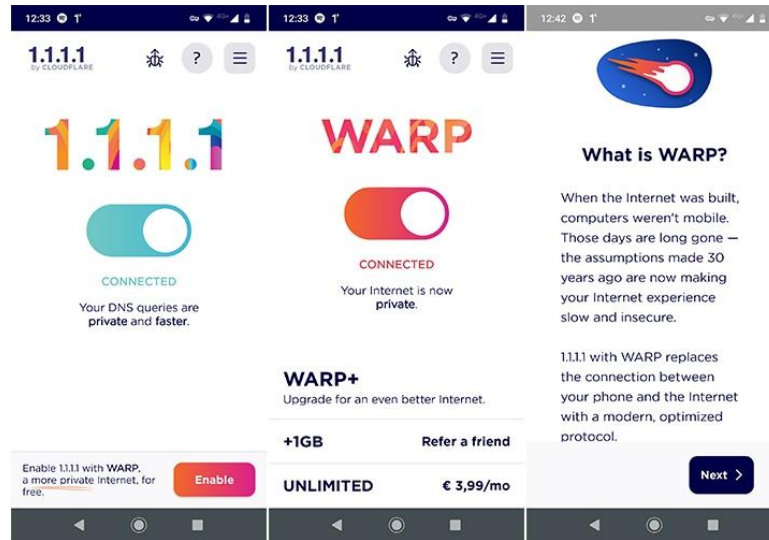 12:33 1'
4G+
1.1.1.1
by CLOUDFLARE
?
1.1.1.1
CONNECTED
Your DNS queries are
private and faster.
Enable 1.1.1.1 with WARP,
a more private Internet, for
free.
Enable
12:33 1'
4G+
1.1.1.1
by CLOUDFLARE
?
WARP
CONNECTED
Your Internet is now
private.
WARP+
Upgrade for an even better Internet.
+1GB Refer a friend
UNLIMITED € 3,99/mo
12:42 1'
4G+
What is WARP?
When the Internet was built,
computers weren't mobile.
Those days are long gone —
the assumptions made 30
years ago are now making
your Internet experience
slow and insecure.
1.1.1.1 with WARP replaces
the connection between
your phone and the Internet
with a modern, optimized
protocol.
Next >